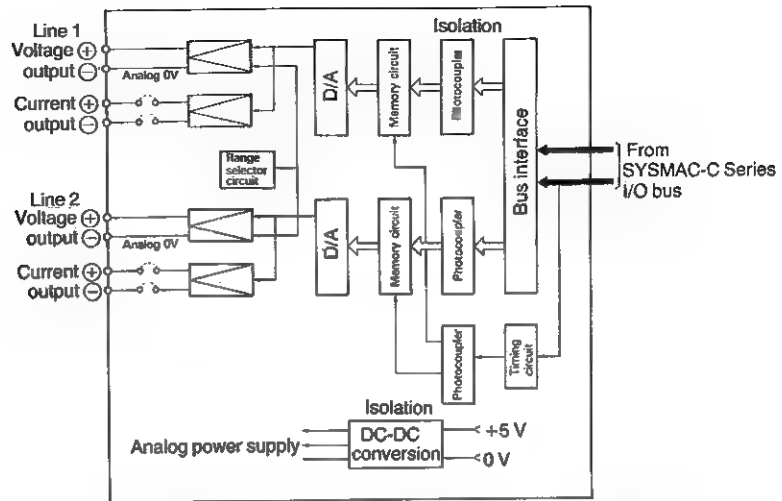 Line 1
Voltage ⊕
output ⊖
Analog 0V
Current ⊕
output ⊖
Range
selector
circuit
D/A
Memory circuit
Isolation
Photocoupler
Bus interface
From
SYSMAC-C Series
I/O bus
Line 2
Voltage ⊕
output ⊖
Analog 0V
Current ⊕
output ⊖
D/A
Memory circuit
Photocoupler
Photocoupler
Timing
circuit
Isolation
Analog power supply
DC-DC
conversion
+5 V
0 V